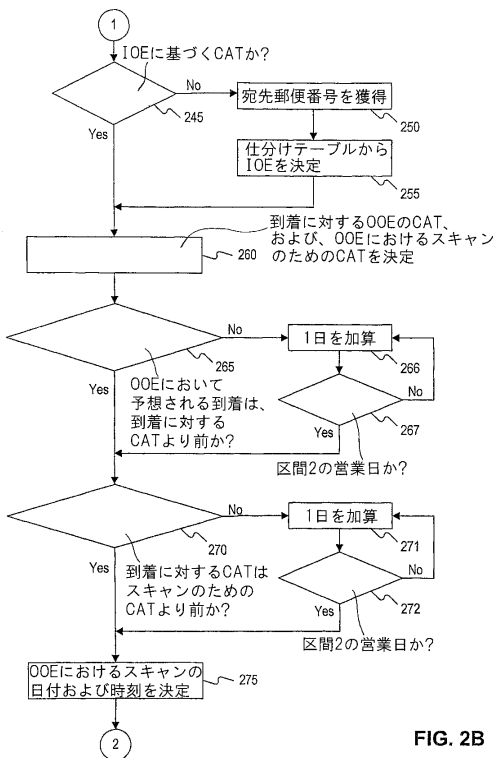 1
IOEに基づくCATか?
No
245
Yes
宛先郵便番号を獲得
250
仕分けテーブルから
IOEを決定
255
到着に対するOOEのCAT、
および、OOEにおけるスキャン
のためのCATを決定
260
No
265
Yes
OOEにおいて
予想される到着は、
到着に対する
CATより前か?
1日を加算
266
No
267
Yes
区間2の営業日か?
No
270
Yes
到着に対するCATは
スキャンのための
CATより前か?
1日を加算
271
No
272
Yes
区間2の営業日か?
OOEにおけるスキャンの
日付および時刻を決定
275
2
FIG. 2B